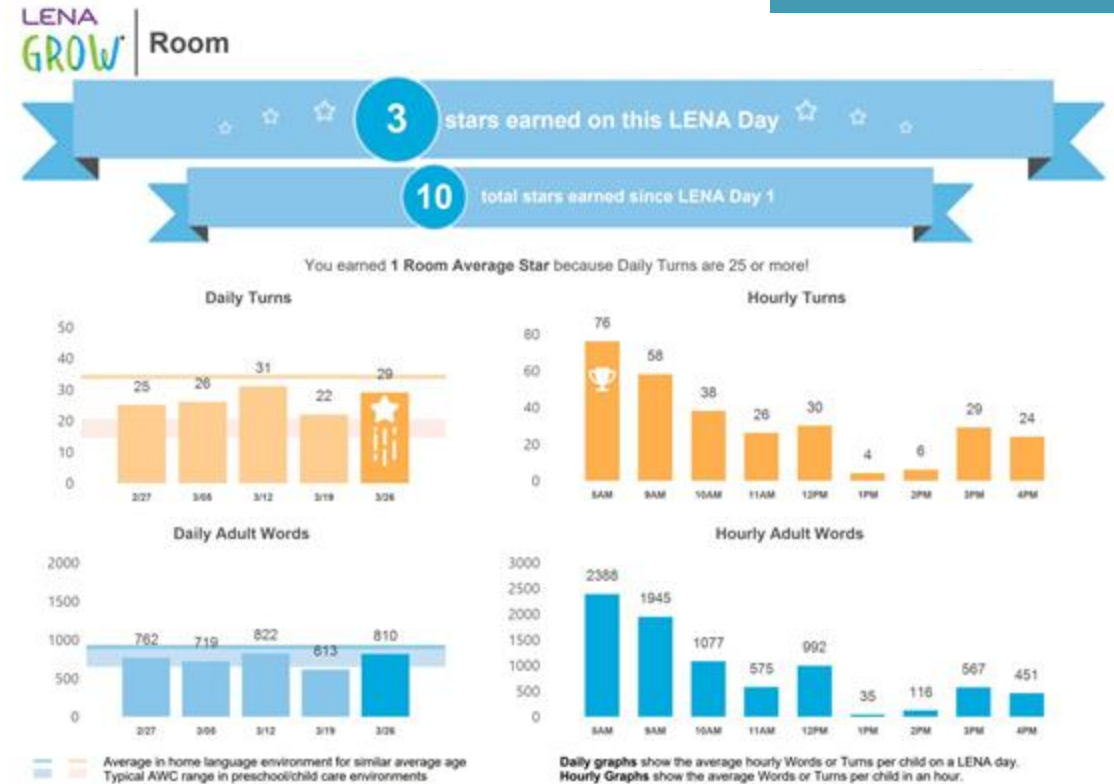 LENA
GROW
Room
3 stars earned on this LENA Day
10 total stars earned since LENA Day 1
You earned 1 Room Average Star because Daily Turns are 25 or more!
Daily Turns
50
40
30
20
10
0
25
26
31
22
29
2/27
3/05
3/12
3/19
3/26
Hourly Turns
80
60
40
20
0
76
58
38
26
30
4
6
29
24
8AM
9AM
10AM
11AM
12PM
1PM
2PM
3PM
4PM
Daily Adult Words
2000
1500
1000
500
0
762
719
822
613
810
2/27
3/05
3/12
3/19
3/26
Hourly Adult Words
3000
2500
2000
1500
1000
500
0
2388
1945
1077
575
992
35
116
567
451
8AM
9AM
10AM
11AM
12PM
1PM
2PM
3PM
4PM
Average in home language environment for similar average age
Typical AWC range in preschool/child care environments
Daily graphs show the average hourly Words or Turns per child on a LENA day.
Hourly Graphs show the average Words or Turns per child in an hour.